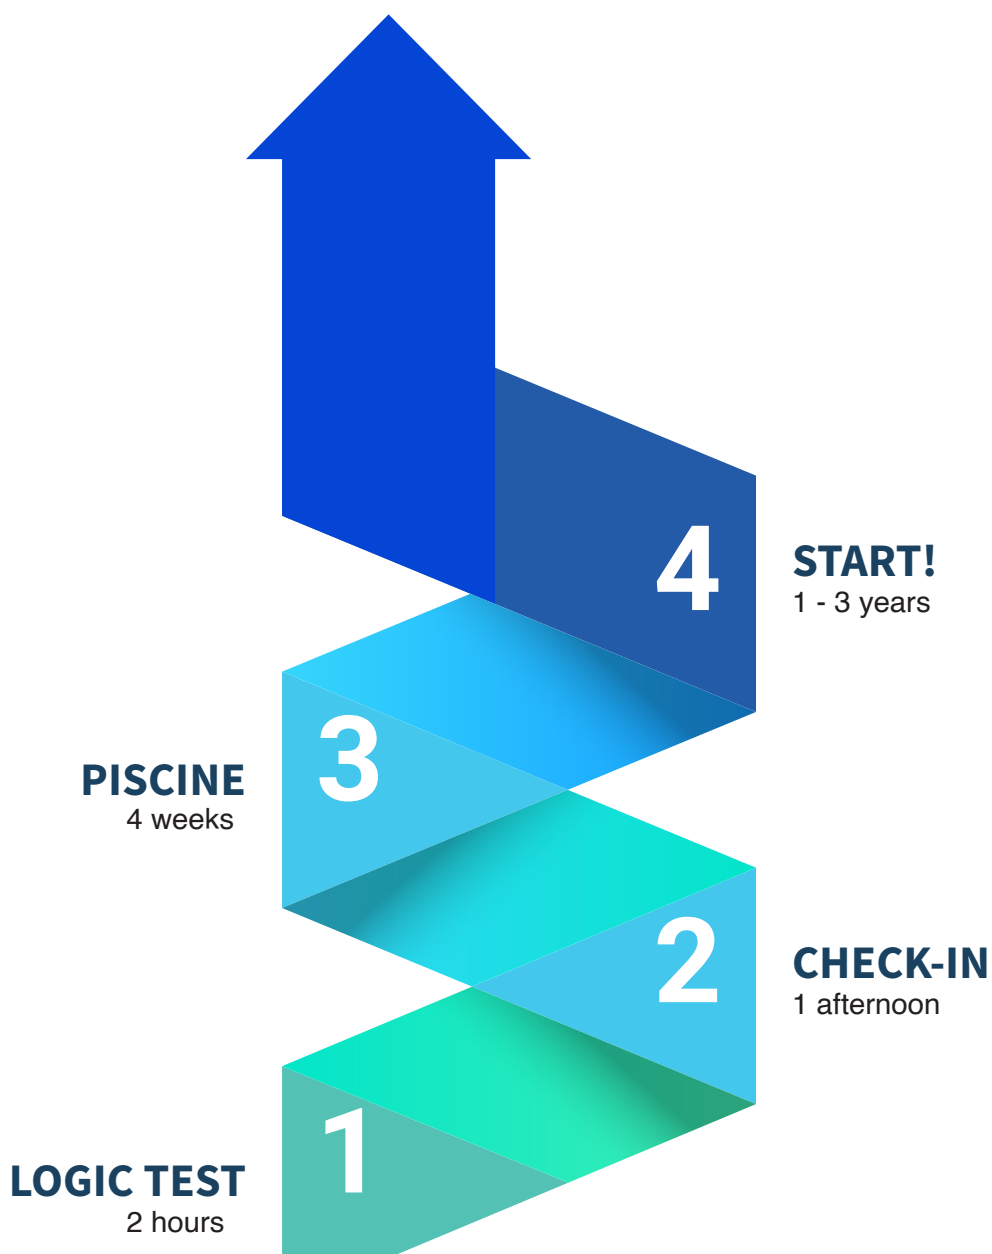 4
START!
1 - 3 years
3
PISCINE
4 weeks
2
CHECK-IN
1 afternoon
1
LOGIC TEST
2 hours